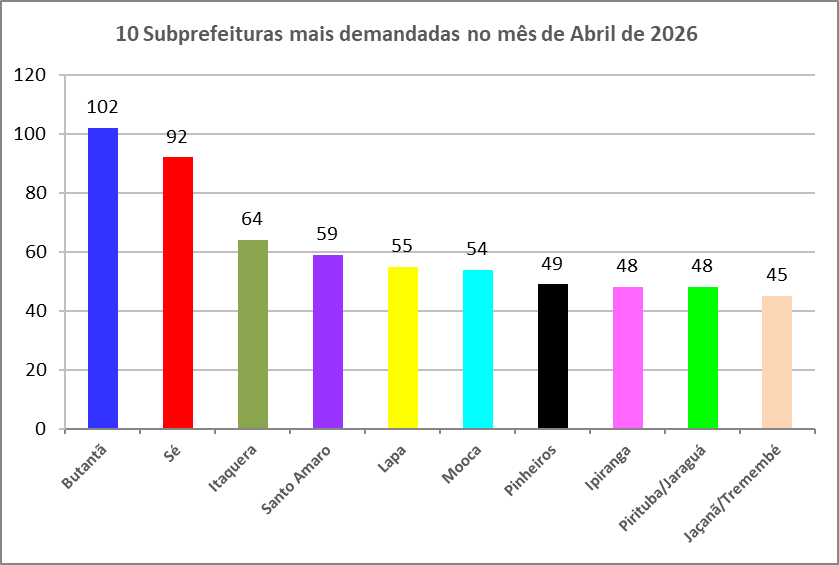 10 Subprefeituras mais demandadas no mês de Abril de 2026
120
100
80
60
40
20
0
102
92
64
59
55
54
49
48
48
45
Butantã
Sé
Itaquera
Santo Amaro
Lapa
Mooca
Pinheiros
Ipiranga
Pirituba/Jaraguá
Jaçanã/Tremembé